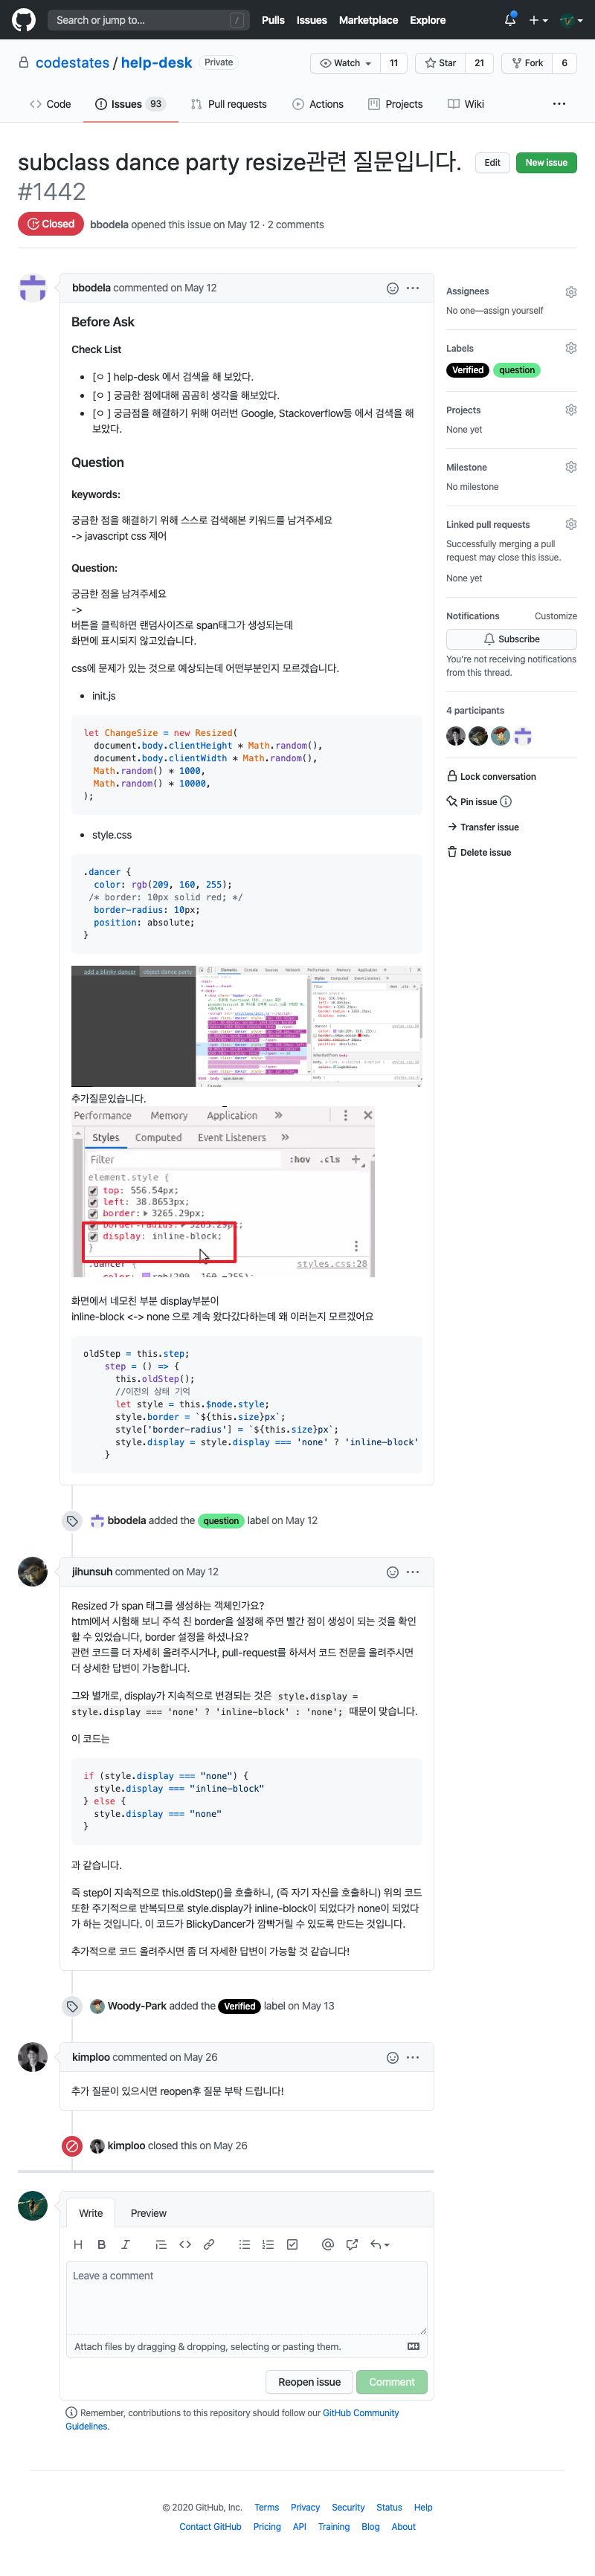 Search or jump to...
/
Pulls Issues Marketplace Explore
codestates / help-desk Private
Watch 11 Star 21 Fork 6
Code Issues 93 Pull requests Actions Projects Wiki
subclass dance party resize관련 질문입니다.
#1442
Edit New issue
Closed bbodela opened this issue on May 12 · 2 comments
bbodela commented on May 12
Before Ask
Check List
[ㅇ ] help-desk 에서 검색을 해 보았다.
[ㅇ ] 궁금한 점에대해 곰곰히 생각을 해보았다.
[ㅇ ] 궁금점을 해결하기 위해 여러번 Google, Stackoverflow등 에서 검색을 해
보았다.
Question
keywords:
궁금한 점을 해결하기 위해 스스로 검색해본 키워드를 남겨주세요
-> javascript css 제어
Question:
궁금한 점을 남겨주세요
->
버튼을 클릭하면 랜덤사이즈로 span태그가 생성되는데
화면에 표시되지 않고있습니다.
css에 문제가 있는 것으로 예상되는데 어떤부분인지 모르겠습니다.
init.js
let ChangeSize = new Resized(
document.body.clientHeight * Math.random(),
document.body.clientWidth * Math.random(),
Math.random() * 1000,
Math.random() * 10000,
);
style.css
.dancer {
color: rgb(209, 160, 255);
/* border: 10px solid red; */
border-radius: 10px;
position: absolute;
}
add a blinky dancer object dance party
추가질문있습니다.
Performance Memory Application »
Styles Computed Event Listeners »
Filter :hov .cls +
element.style {
top: 556.54px;
left: 38.8653px;
border: 3265.29px;
border-radius: 3265.29px;
display: inline-block;
}
.dancer { styles.css:28
화면에서 네모친 부분 display부분이
inline-block <-> none 으로 계속 왔다갔다하는데 왜 이러는지 모르겠어요
oldStep = this.step;
step = () => {
this.oldStep();
//이전의 상태 기억
let style = this.$node.style;
style.border = `${this.size}px`;
style['border-radius'] = `${this.size}px`;
style.display = style.display === 'none' ? 'inline-block'
}
bbodela added the question label on May 12
jihunsuh commented on May 12
Resized 가 span 태그를 생성하는 객체인가요?
html에서 시험해 보니 주석 친 border을 설정해 주면 빨간 점이 생성이 되는 것을 확인
할 수 있었습니다, border 설정을 하셨나요?
관련 코드를 더 자세히 올려주시거나, pull-request를 하셔서 코드 전문을 올려주시면
더 상세한 답변이 가능합니다.
그와 별개로, display가 지속적으로 변경되는 것은 style.display =
style.display === 'none' ? 'inline-block' : 'none'; 때문이 맞습니다.
이 코드는
if (style.display === "none") {
style.display === "inline-block"
} else {
style.display === "none"
}
과 같습니다.
즉 step이 지속적으로 this.oldStep()을 호출하니, (즉 자기 자신을 호출하니) 위의 코드
또한 주기적으로 반복되므로 style.display가 inline-block이 되었다가 none이 되었다
가 하는 것입니다. 이 코드가 BlickyDancer가 깜빡거릴 수 있도록 만드는 것입니다.
추가적으로 코드 올려주시면 좀 더 자세한 답변이 가능할 것 같습니다!
Woody-Park added the Verified label on May 13
kimploo commented on May 26
추가 질문이 있으시면 reopen후 질문 부탁 드립니다!
kimploo closed this on May 26
Write Preview
Leave a comment
Attach files by dragging & dropping, selecting or pasting them.
Reopen issue Comment
Remember, contributions to this repository should follow our GitHub Community
Guidelines.
Assignees
No one—assign yourself
Labels
Verified question
Projects
None yet
Milestone
No milestone
Linked pull requests
Successfully merging a pull
request may close this issue.
None yet
Notifications Customize
Subscribe
You're not receiving notifications
from this thread.
4 participants
Lock conversation
Pin issue
Transfer issue
Delete issue
© 2020 GitHub, Inc. Terms Privacy Security Status Help
Contact GitHub Pricing API Training Blog About